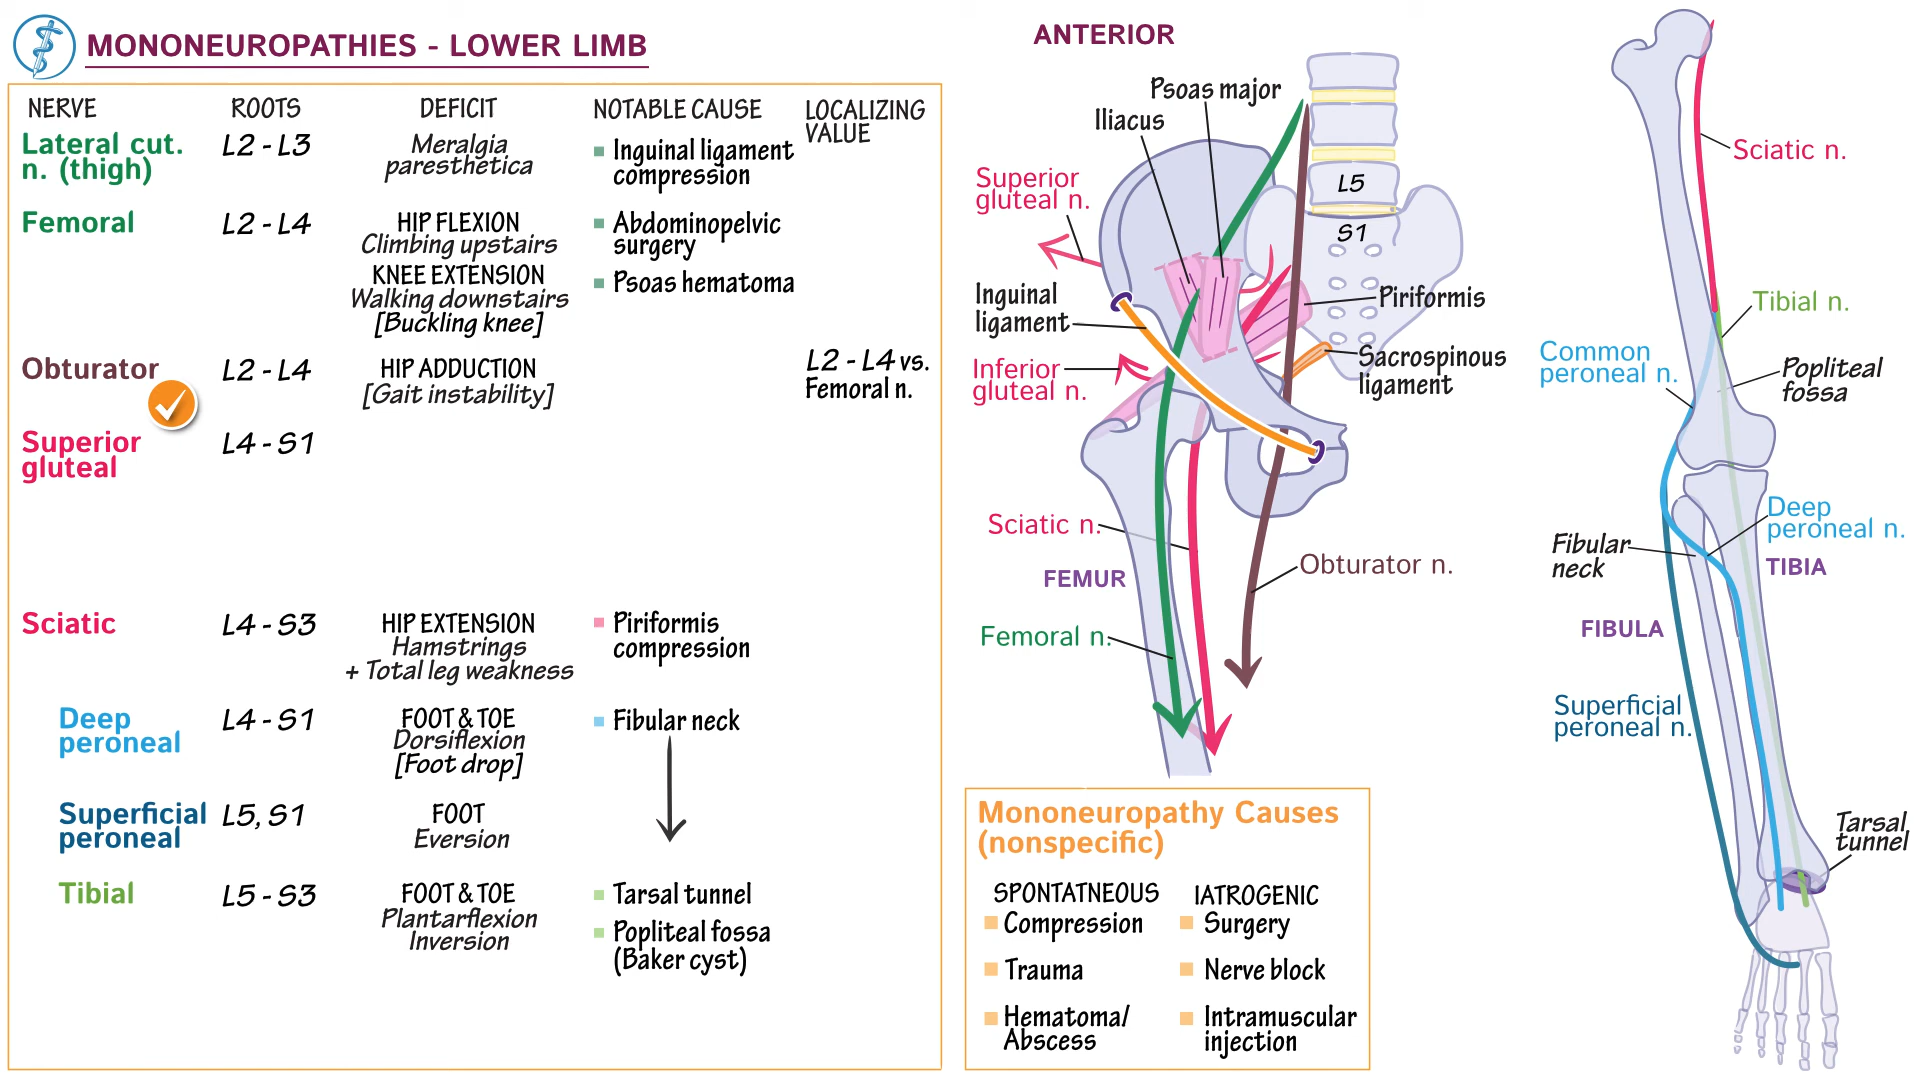 MONONEUROPATHIES - LOWER LIMB
NERVE ROOTS DEFICIT NOTABLE CAUSE LOCALIZING
VALUE
Lateral cut.
n. (thigh)
L2 - L3
Meralgia
paresthetica
Inguinal ligament
compression
Femoral
L2 - L4
HIP FLEXION
Climbing upstairs
KNEE EXTENSION
Walking downstairs
[Buckling knee]
Abdominopelvic
surgery
Psoas hematoma
Obturator
L2 - L4
HIP ADDUCTION
[Gait instability]
L2 - L4 vs.
Femoral n.
Superior
gluteal
L4 - S1
Sciatic
L4 - S3
HIP EXTENSION
Hamstrings
+ Total leg weakness
Piriformis
compression
Deep
peroneal
L4 - S1
FOOT & TOE
Dorsiflexion
[Foot drop]
Fibular neck
Superficial
peroneal
L5, S1
FOOT
Eversion
Tibial
L5 - S3
FOOT & TOE
Plantarflexion
Inversion
Tarsal tunnel
Popliteal fossa
(Baker cyst)
ANTERIOR
Psoas major
Iliacus
Superior
gluteal n.
L5
S1
Inguinal
ligament
Piriformis
Inferior
gluteal n.
Sacrospinous
ligament
Sciatic n.
FEMUR
Obturator n.
Femoral n.
Mononeuropathy Causes
(nonspecific)
SPONTATNEOUS
Compression
Trauma
Hematoma/
Abscess
IATROGENIC
Surgery
Nerve block
Intramuscular
injection
Sciatic n.
Tibial n.
Common
peroneal n.
Popliteal
fossa
Deep
peroneal n.
Fibular
neck
TIBIA
FIBULA
Superficial
peroneal n.
Tarsal
tunnel